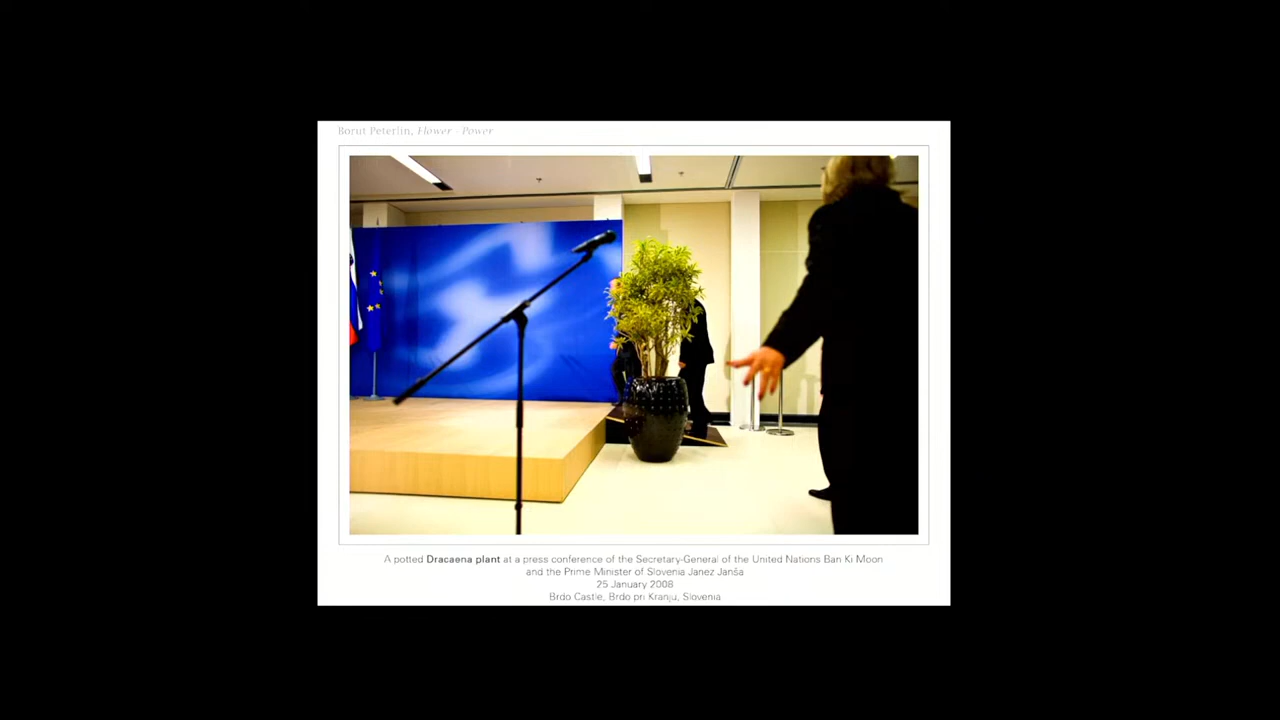 Borut Peterlin, Flower - Power
A potted Dracaena plant at a press conference of the Secretary-General of the United Nations Ban Ki Moon
and the Prime Minister of Slovenia Janez Janša
25 January 2008
Brdo Castle, Brdo pri Kranju, Slovenia